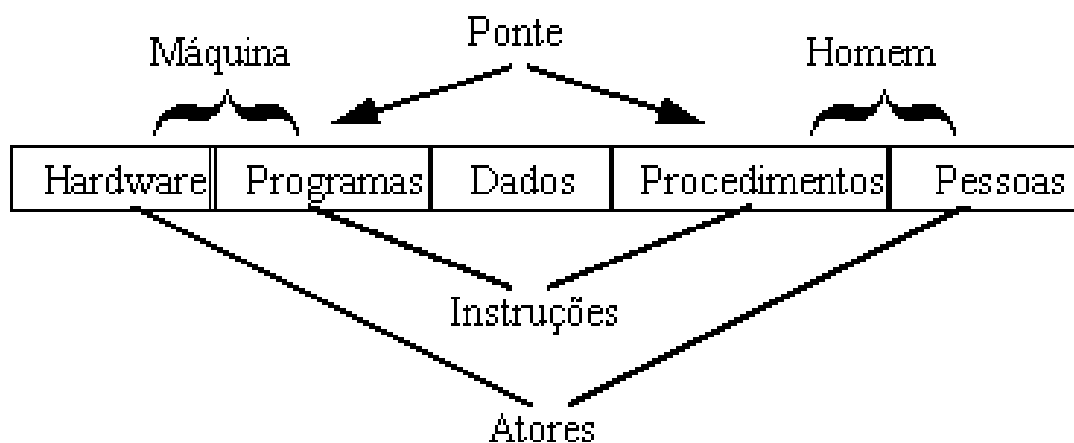 Ponte
Máquina
Homem
Hardware
Programas
Dados
Procedimentos
Pessoas
Instruções
Atores